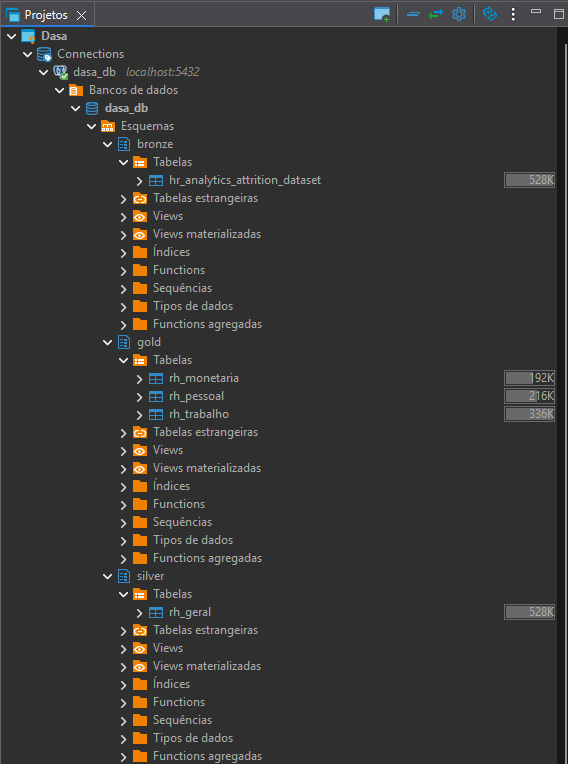 Projetos
Dasa
Connections
dasa_db localhost:5432
Bancos de dados
dasa_db
Esquemas
bronze
Tabelas
hr_analytics_attrition_dataset 528K
Tabelas estrangeiras
Views
Views materializadas
Índices
Functions
Sequências
Tipos de dados
Functions agregadas
gold
Tabelas
rh_monetaria 192K
rh_pessoal 216K
rh_trabalho 336K
Tabelas estrangeiras
Views
Views materializadas
Índices
Functions
Sequências
Tipos de dados
Functions agregadas
silver
Tabelas
rh_geral 528K
Tabelas estrangeiras
Views
Views materializadas
Índices
Functions
Sequências
Tipos de dados
Functions agregadas